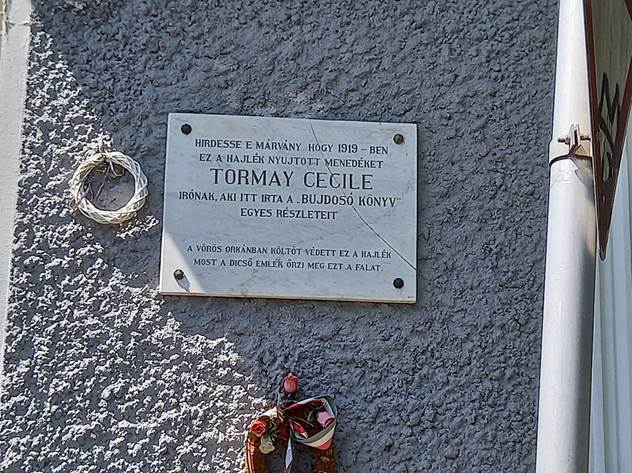 HIRDESSE E MÁRVÁNY HOGY 1919 – BEN
EZ A HAJLÉK NYUJTOTT MENEDÉKET
TORMAY CECILE
IRÓNAK, AKI ITT IRTA A „BUJDOSÓ KÖNYV”
EGYES RÉSZLETEIT
A VÖRÖS ORKÁNBAN KÖLTŐT VÉDETT EZ A HAJLÉK
MOST A DICSŐ EMLÉK ŐRZI MEG EZT A FALAT.